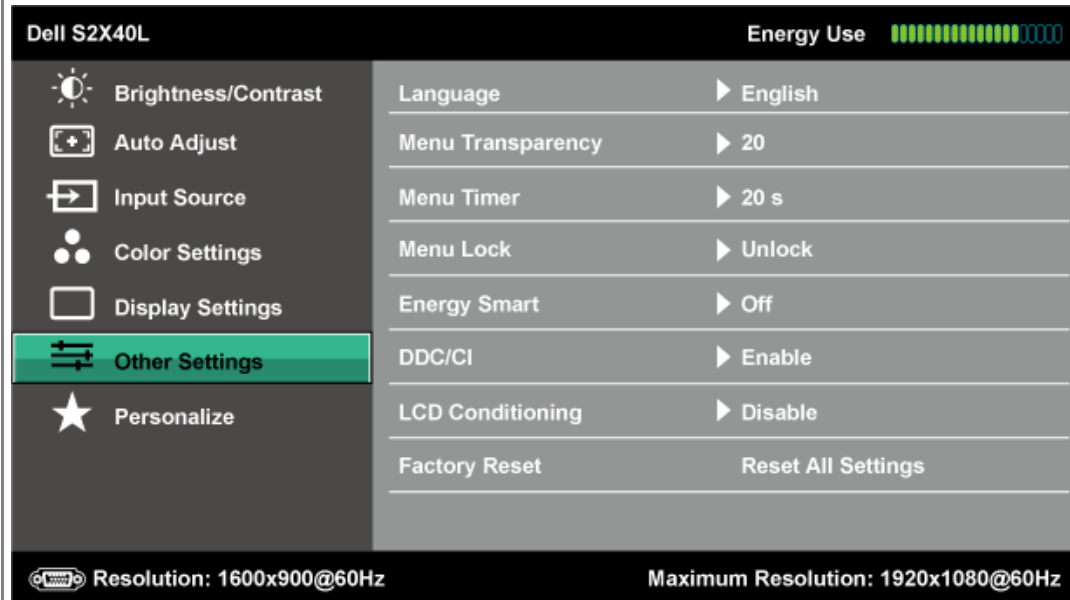 Dell S2X40L Energy Use
Brightness/Contrast
Auto Adjust
Input Source
Color Settings
Display Settings
Other Settings
Personalize
Language English
Menu Transparency 20
Menu Timer 20 s
Menu Lock Unlock
Energy Smart Off
DDC/CI Enable
LCD Conditioning Disable
Factory Reset Reset All Settings
Resolution: 1600x900@60Hz Maximum Resolution: 1920x1080@60Hz